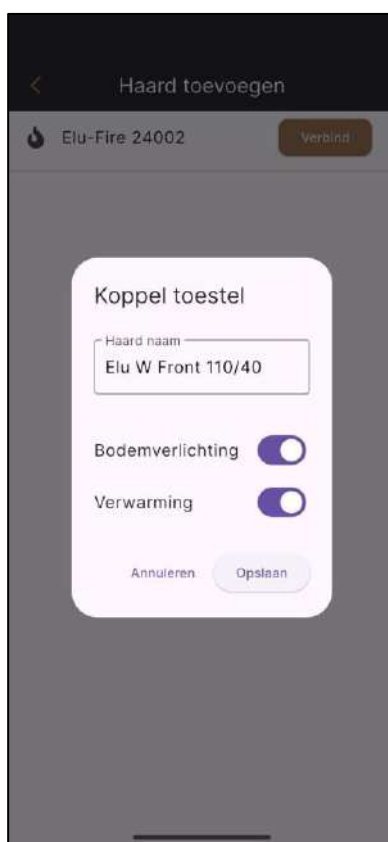 Haard toevoegen
Elu-Fire 24002
Verbind
Koppel toestel
Haard naam
Elu W Front 110/40
Bodemverlichting
Verwarming
Annuleren
Opslaan